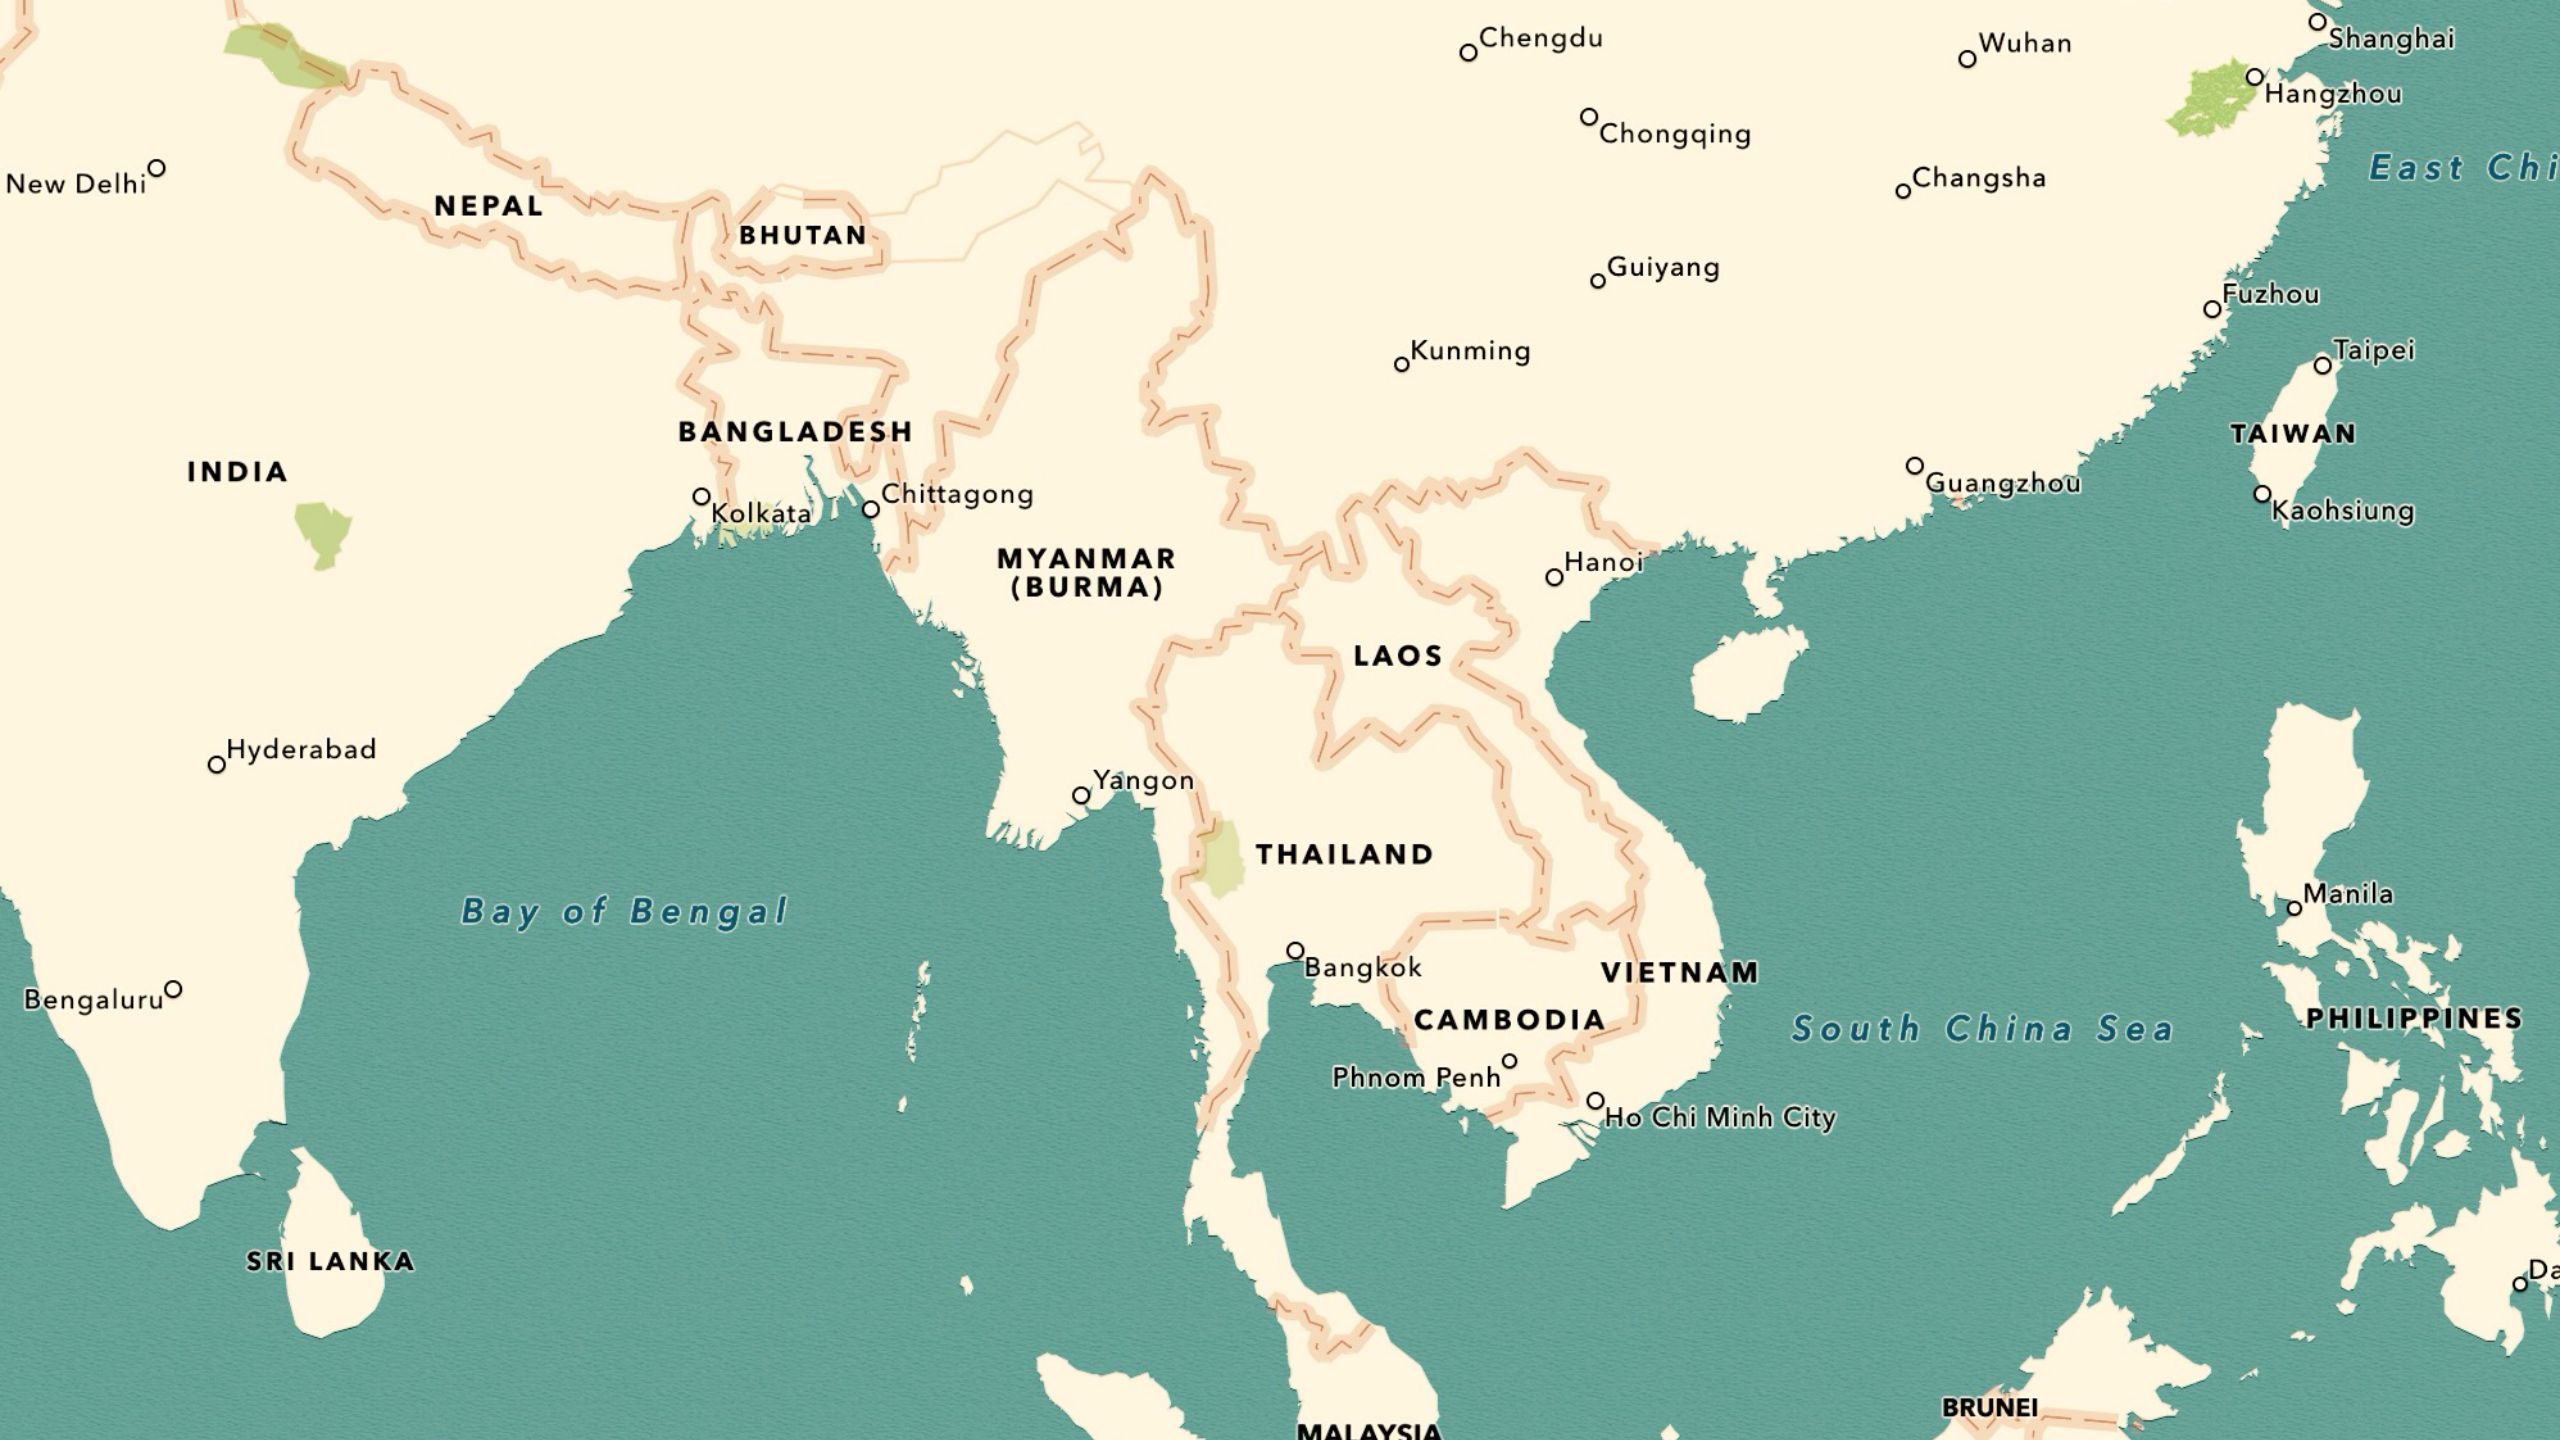 Chengdu
Wuhan
Shanghai
Hangzhou
Chongqing
East Chi
New Delhi
Changsha
NEPAL
BHUTAN
Guiyang
Fuzhou
Kunming
Taipei
BANGLADESH
TAIWAN
INDIA
Guangzhou
Chittagong
Kolkata
Kaohsiung
MYANMAR
(BURMA)
Hanoi
LAOS
Hyderabad
Yangon
THAILAND
Manila
Bay of Bengal
Bangkok
VIETNAM
Bengaluru
CAMBODIA
PHILIPPINES
South China Sea
Phnom Penh
Ho Chi Minh City
SRI LANKA
Da
BRUNEI
MALAYSIA